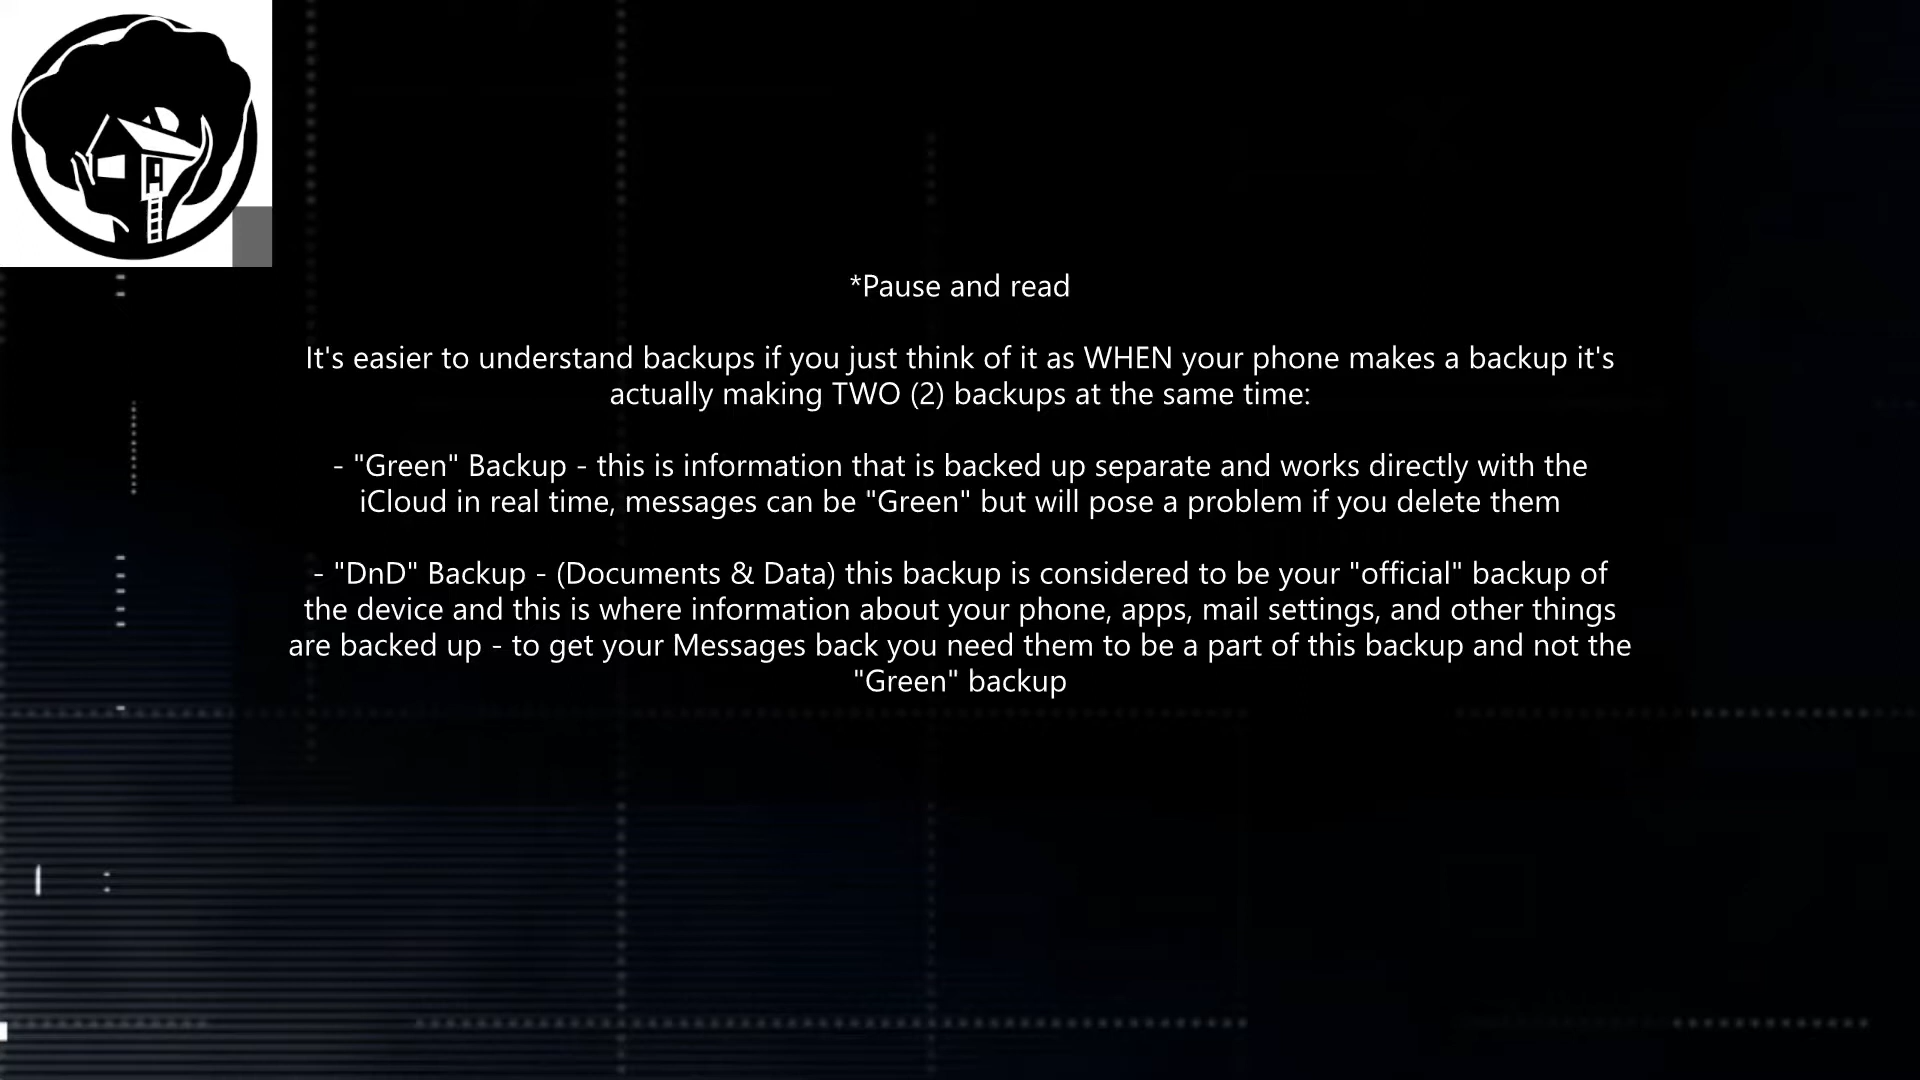 *Pause and read
It's easier to understand backups if you just think of it as WHEN your phone makes a backup it's
actually making TWO (2) backups at the same time:
- "Green" Backup - this is information that is backed up separate and works directly with the
iCloud in real time, messages can be "Green" but will pose a problem if you delete them
- "DnD" Backup - (Documents & Data) this backup is considered to be your "official" backup of
the device and this is where information about your phone, apps, mail settings, and other things
are backed up - to get your Messages back you need them to be a part of this backup and not the
"Green" backup